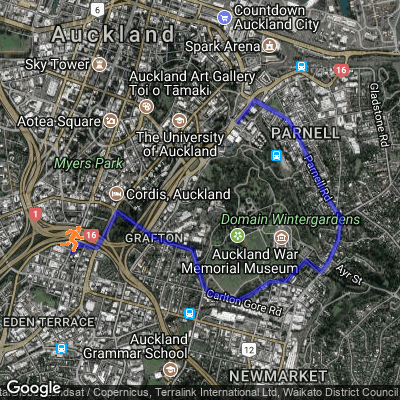 6
Countdown
Auckland City
Auckland
Spark Arena
Sky Tower
16
Auckland Art Gallery
Toi o Tāmaki
Gladstone Rd
Aotea Square
The University
of Auckland
PARNELL
Myers Park
Parnell Rd
Cordis, Auckland
1
Domain Wintergardens
16
GRAFTON
Auckland War
Memorial Museum
Ayr St
Carlton Gore Rd
EDEN TERRACE
Auckland
Grammar School
12
NEWMARKET
Google
Landsat / Copernicus, Terralink International Ltd, Waikato District Council